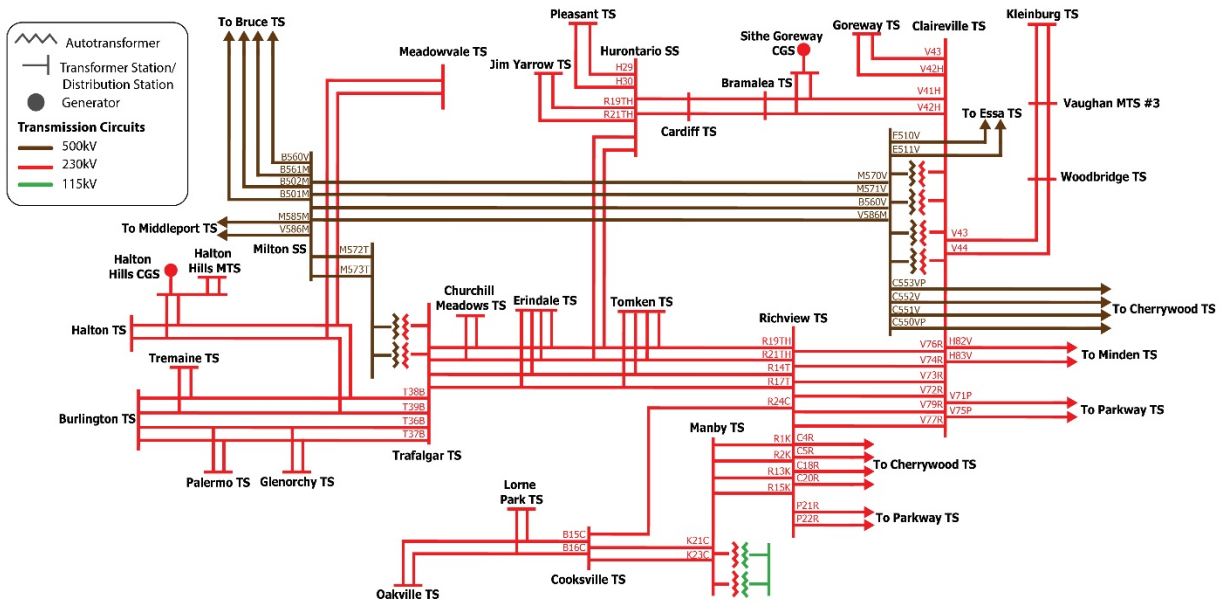 Autotransformer
Transformer Station/
Distribution Station
Generator
Transmission Circuits
500kV
230kV
115kV
To Bruce TS
Meadowvale TS
Pleasant TS
Jim Yarrow TS
Hurontario SS
Sithe Goreway
CGS
Goreway TS
Claireville TS
Kleinburg TS
Bramalea TS
Cardiff TS
To Essa TS
Vaughan MTS #3
Woodbridge TS
H29
H30
R19TH
R21TH
V43
V42H
V41H
V42H
E510V
E511V
B560V
B561M
B502M
B501M
M585M
V586M
M570V
M571V
B560V
V586M
V43
V44
To Middleport TS
Milton SS
M572T
M573T
C553VP
C552V
C551V
C550VP
To Cherrywood TS
Halton
Hills CGS
Halton
Hills MTS
Halton TS
Churchill
Meadows TS
Erindale TS
Tomken TS
Richview TS
R19TH
R21TH
R14T
R17T
R24C
V76R
V74R
V73R
V72R
V79R
V77R
H82V
H83V
To Minden TS
V71P
V75P
To Parkway TS
Tremaine TS
Burlington TS
T38B
T39B
T36B
T37B
Trafalgar TS
Palermo TS
Glenorchy TS
Manby TS
R1K
R2K
R13K
R15K
C4R
C5R
C18R
C20R
To Cherrywood TS
P21R
P22R
To Parkway TS
Lorne
Park TS
B15C
B16C
K21C
K23C
Cooksville TS
Oakville TS